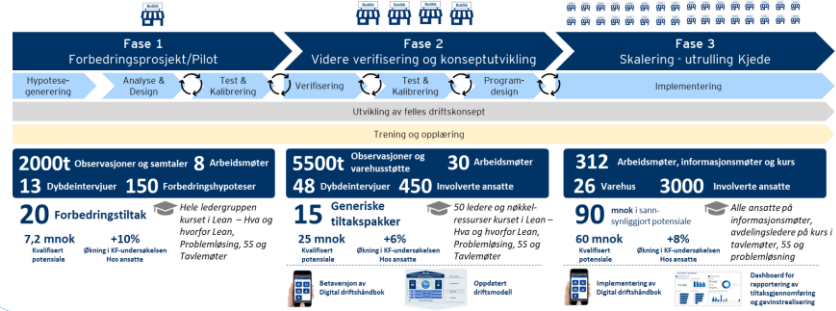 Butikk
Butikk Butikk Butikk Butikk
Fase 1
Forbedringsprosjekt/Pilot
Fase 2
Videre verifisering og konseptutvikling
Fase 3
Skalering - utrulling Kjede
Hypotese-
generering
Analyse &
Design
Test &
Kalibrering
Verifisering
Test &
Kalibrering
Program-
design
Implementering
Utvikling av felles driftskonsept
Trening og opplæring
2000t Observasjoner og samtaler 8 Arbeidsmøter
13 Dybdeintervjuer 150 Forbedringshypoteser
20 Forbedringstiltak
7,2 mnok
Kvalifisert
potensiale
+10%
Økning i KF-undersøkelsen
Hos ansatte
Hele ledergruppen
kurset i Lean – Hva og
hvorfor Lean,
Problemløsing, 5S og
Tavlemøter
5500t Observasjoner og
varehusstøtte
30 Arbeidsmøter
48 Dybdeintervjuer 450 Involverte ansatte
15 Generiske
tiltakspakker
25 mnok
Kvalifisert
potensiale
+6%
Økning i KF-undersøkelsen
Hos ansatte
50 ledere og nøkkel-
ressurser kurset i Lean –
Hva og hvorfor Lean,
Problemløsing, 5S og
Tavlemøter
Betaversjon av
Digital driftshåndbok
Oppdatert
driftsmodell
312 Arbeidsmøter, informasjonsmøter og kurs
26 Varehus 3000 Involverte ansatte
90 mnok i sann-
synliggjort potensiale
60 mnok
Kvalifisert
potensiale
+8%
Økning i KF-undersøkelsen
Hos ansatte
Alle ansatte på
informasjonsmøter,
avdelingsledere på kurs i
tavlemøter, 5S og
problemløsning
Implementering av
Digital driftshåndbok
Dashboard for
rapportering av
tiltaksgjennomføring
og gevinstrealisering